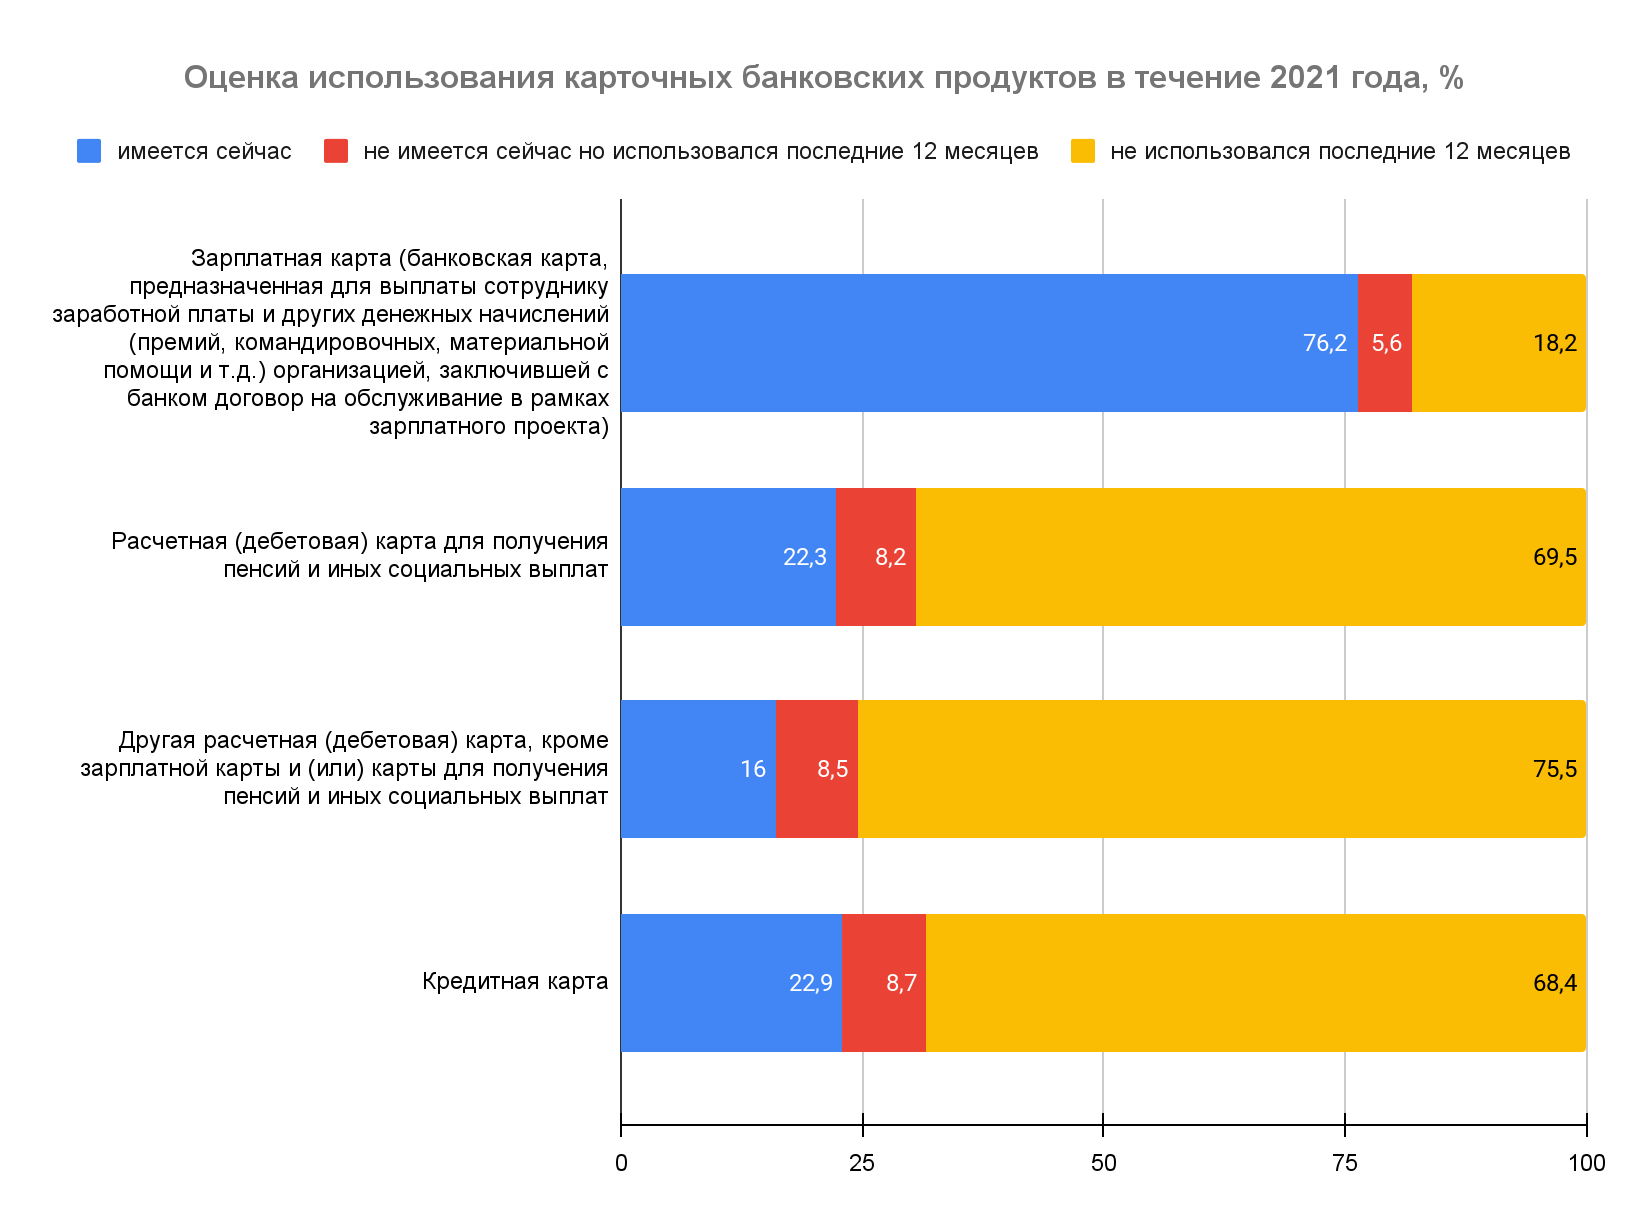 Оценка использования карточных банковских продуктов в течение 2021 года, %
имеется сейчас
не имеется сейчас но использовался последние 12 месяцев
не использовался последние 12 месяцев
Зарплатная карта (банковская карта,
предназначенная для выплаты сотруднику
заработной платы и других денежных начислений
(премий, командировочных, материальной
помощи и т.д.) организацией, заключившей с
банком договор на обслуживание в рамках
зарплатного проекта)
76,2
5,6
18,2
Расчетная (дебетовая) карта для получения
пенсий и иных социальных выплат
22,3
8,2
69,5
Другая расчетная (дебетовая) карта, кроме
зарплатной карты и (или) карты для получения
пенсий и иных социальных выплат
16
8,5
75,5
Кредитная карта
22,9
8,7
68,4
0
25
50
75
100